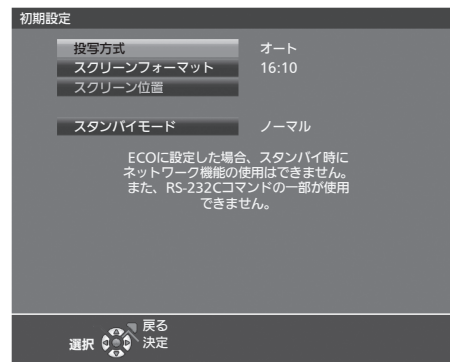 初期設定
投写方式 オート
スクリーンフォーマット 16:10
スクリーン位置
スタンバイモード ノーマル
ECOに設定した場合、スタンバイ時に
ネットワーク機能の使用はできません。
また、RS-232Cコマンドの一部が使用
できません。
戻る
選択 決定